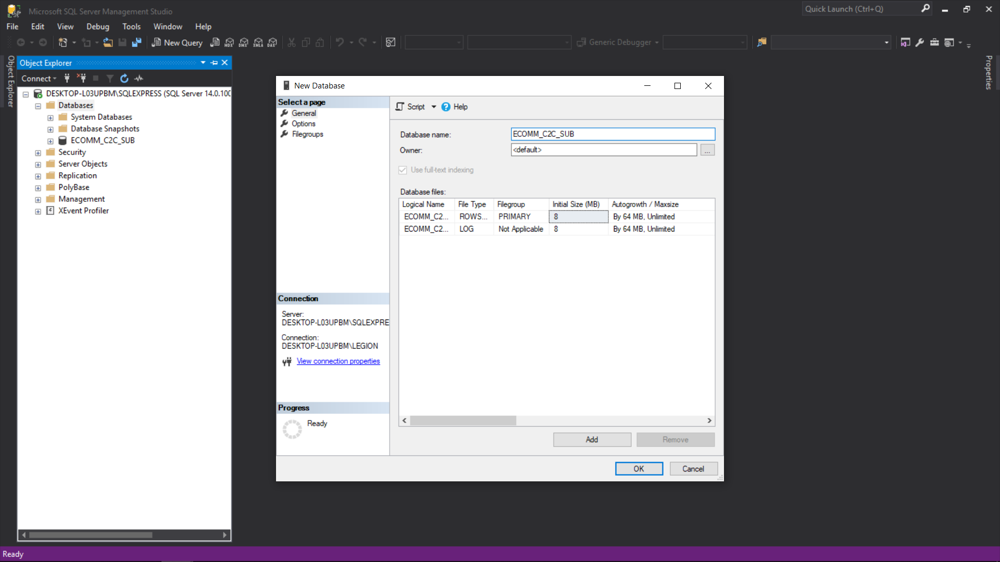 Microsoft SQL Server Management Studio
Quick Launch (Ctrl+Q)
File Edit View Debug Tools Window Help
New Query
MDX DMX XMLA DAX
Generic Debugger
Object Explorer
Properties
Object Explorer
Connect
DESKTOP-L03UPBM\SQLEXPRESS (SQL Server 14.0.100
Databases
System Databases
Database Snapshots
ECOMM_C2C_SUB
Security
Server Objects
Replication
PolyBase
Management
XEvent Profiler
New Database
Select a page
General
Options
Filegroups
Script Help
Database name: ECOMM_C2C_SUB
Owner: <default> ...
Use full-text indexing
Database files:
Logical Name File Type Filegroup Initial Size (MB) Autogrowth / Maxsize
ECOMM_C2... ROWS... PRIMARY 8 By 64 MB, Unlimited
ECOMM_C2... LOG Not Applicable 8 By 64 MB, Unlimited
Connection
Server:
DESKTOP-L03UPBM\SQLEXPRE
Connection:
DESKTOP-L03UPBM\LEGION
View connection properties
Progress
Ready
Add Remove
OK Cancel
Ready